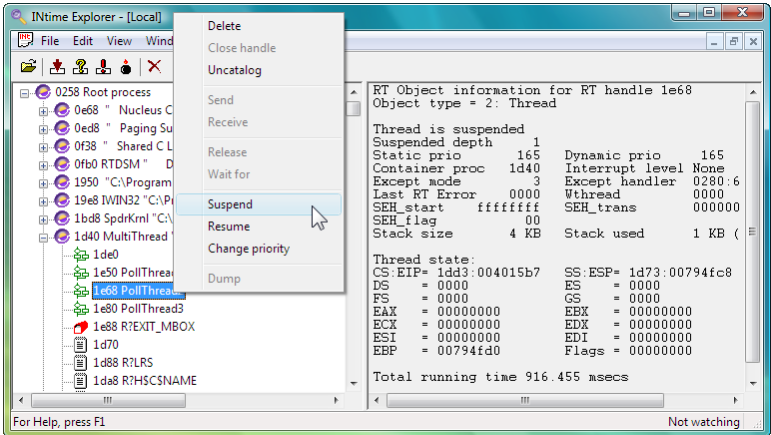 INtime Explorer - [Local]
File Edit View Wind
Delete
Close handle
Uncatalog
Send
Receive
Release
Wait for
Suspend
Resume
Change priority
Dump
0258 Root process
0e68 " Nucleus C
0ed8 " Paging Su
0f38 " Shared C L
0fb0 RTDSM " D
1950 "C:\Program
19e8 IWIN32 "C:\Pr
1bd8 SpdrKrnl "C:\
1d40 MultiThread "
1de0
1e50 PollThread
1e68 PollThread
1e80 PollThread3
1e88 R?EXIT_MBOX
1d70
1d88 R?LRS
1da8 R?H$C$NAME
RT Object information for RT handle 1e68
Object type = 2: Thread
Thread is suspended
Suspended depth 1
Static prio 165 Dynamic prio 165
Container proc 1d40 Interrupt level None
Except mode 3 Except handler 0280:6
Last RT Error 0000 Wthread 0000
SEH_start ffffffff SEH_trans 000000
SEH_flag 00
Stack size 4 KB Stack used 1 KB (
Thread state:
CS:EIP= 1dd3:004015b7 SS:ESP= 1d73:00794fc8
DS = 0000 ES = 0000
FS = 0000 GS = 0000
EAX = 00000000 EBX = 00000000
ECX = 00000000 EDX = 00000000
ESI = 00000000 EDI = 00000000
EBP = 00794fd0 Flags = 00000000
Total running time 916.455 msecs
For Help, press F1
Not watching